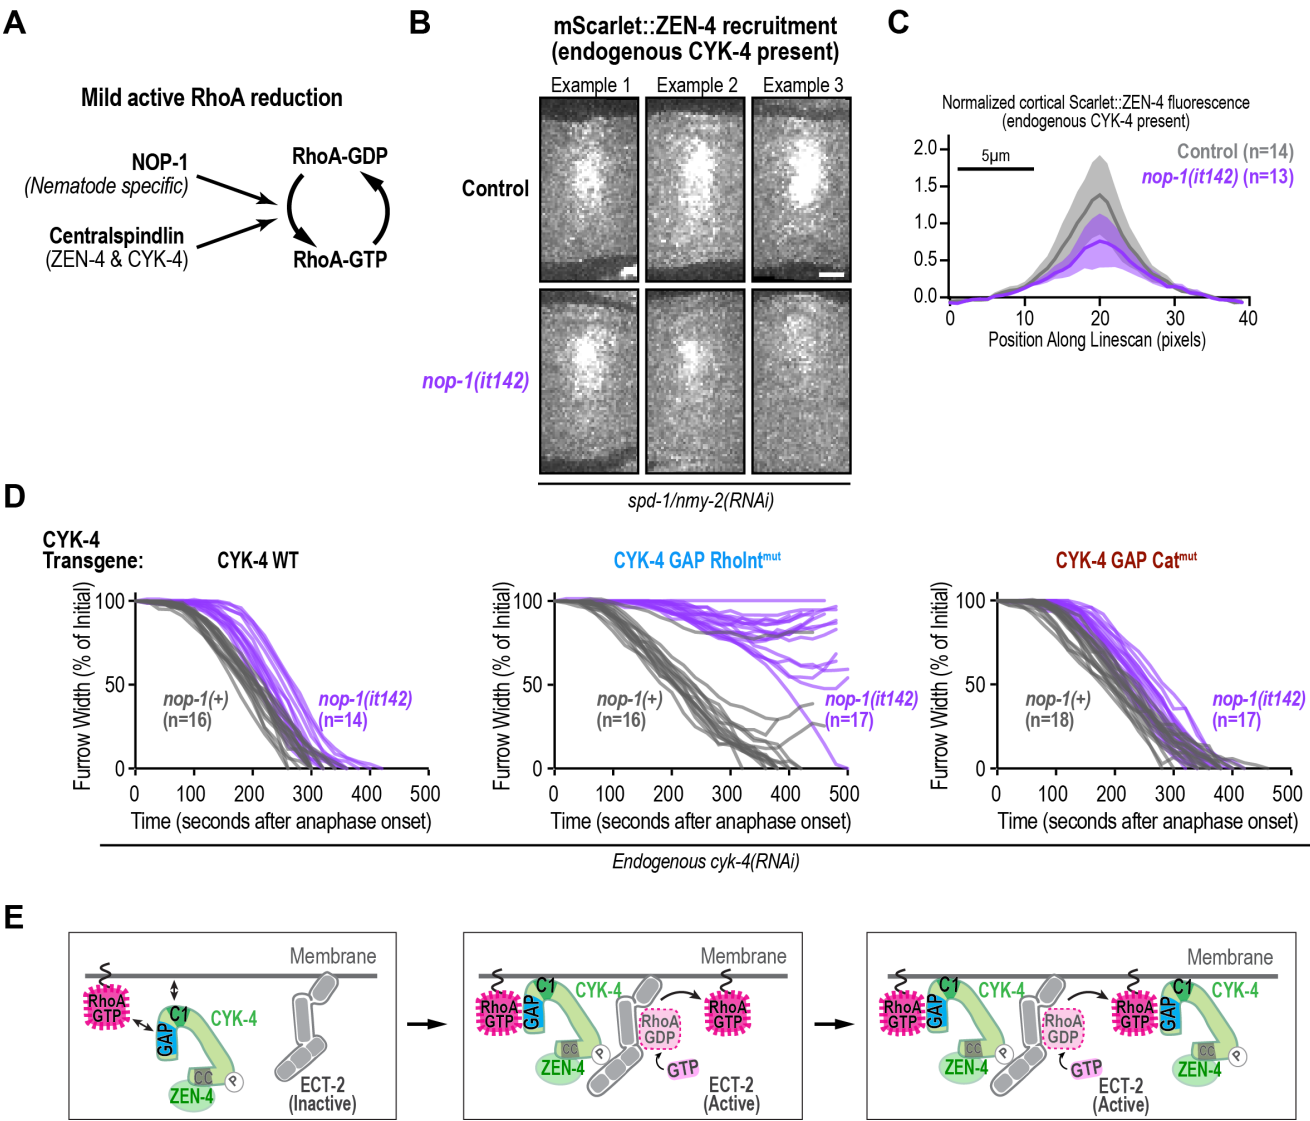 A
Mild active RhoA reduction
NOP-1
(Nematode specific)
Centralspindlin
(ZEN-4 & CYK-4)
RhoA-GDP
RhoA-GTP
B
mScarlet::ZEN-4 recruitment
(endogenous CYK-4 present)
Example 1
Example 2
Example 3
Control
nop-1(it142)
spd-1/nmy-2(RNAi)
C
Normalized cortical Scarlet::ZEN-4 fluorescence
(endogenous CYK-4 present)
2.0
1.5
1.0
0.5
0.0
5µm
Control (n=14)
nop-1(it142) (n=13)
0 10 20 30 40
Position Along Linescan (pixels)
D
CYK-4
Transgene:
CYK-4 WT
Furrow Width (% of Initial)
100
50
0
nop-1(+)
(n=16)
nop-1(it142)
(n=14)
0 100 200 300 400 500
Time (seconds after anaphase onset)
CYK-4 GAP RhoIntmut
Furrow Width (% of Initial)
100
50
0
nop-1(+)
(n=16)
nop-1(it142)
(n=17)
0 100 200 300 400 500
Time (seconds after anaphase onset)
CYK-4 GAP Catmut
Furrow Width (% of Initial)
100
50
0
nop-1(+)
(n=18)
nop-1(it142)
(n=17)
0 100 200 300 400 500
Time (seconds after anaphase onset)
Endogenous cyk-4(RNAi)
E
Membrane
RhoA
GTP
C1
GAP
CYK-4
CC
P
ZEN-4
ECT-2
(Inactive)
Membrane
RhoA
GTP
C1
GAP
CYK-4
CC
P
ZEN-4
RhoA
GDP
GTP
RhoA
GTP
ECT-2
(Active)
Membrane
RhoA
GTP
C1
GAP
CYK-4
CC
P
ZEN-4
RhoA
GDP
GTP
ECT-2
(Active)
RhoA
GTP
C1
GAP
CYK-4
CC
P
ZEN-4